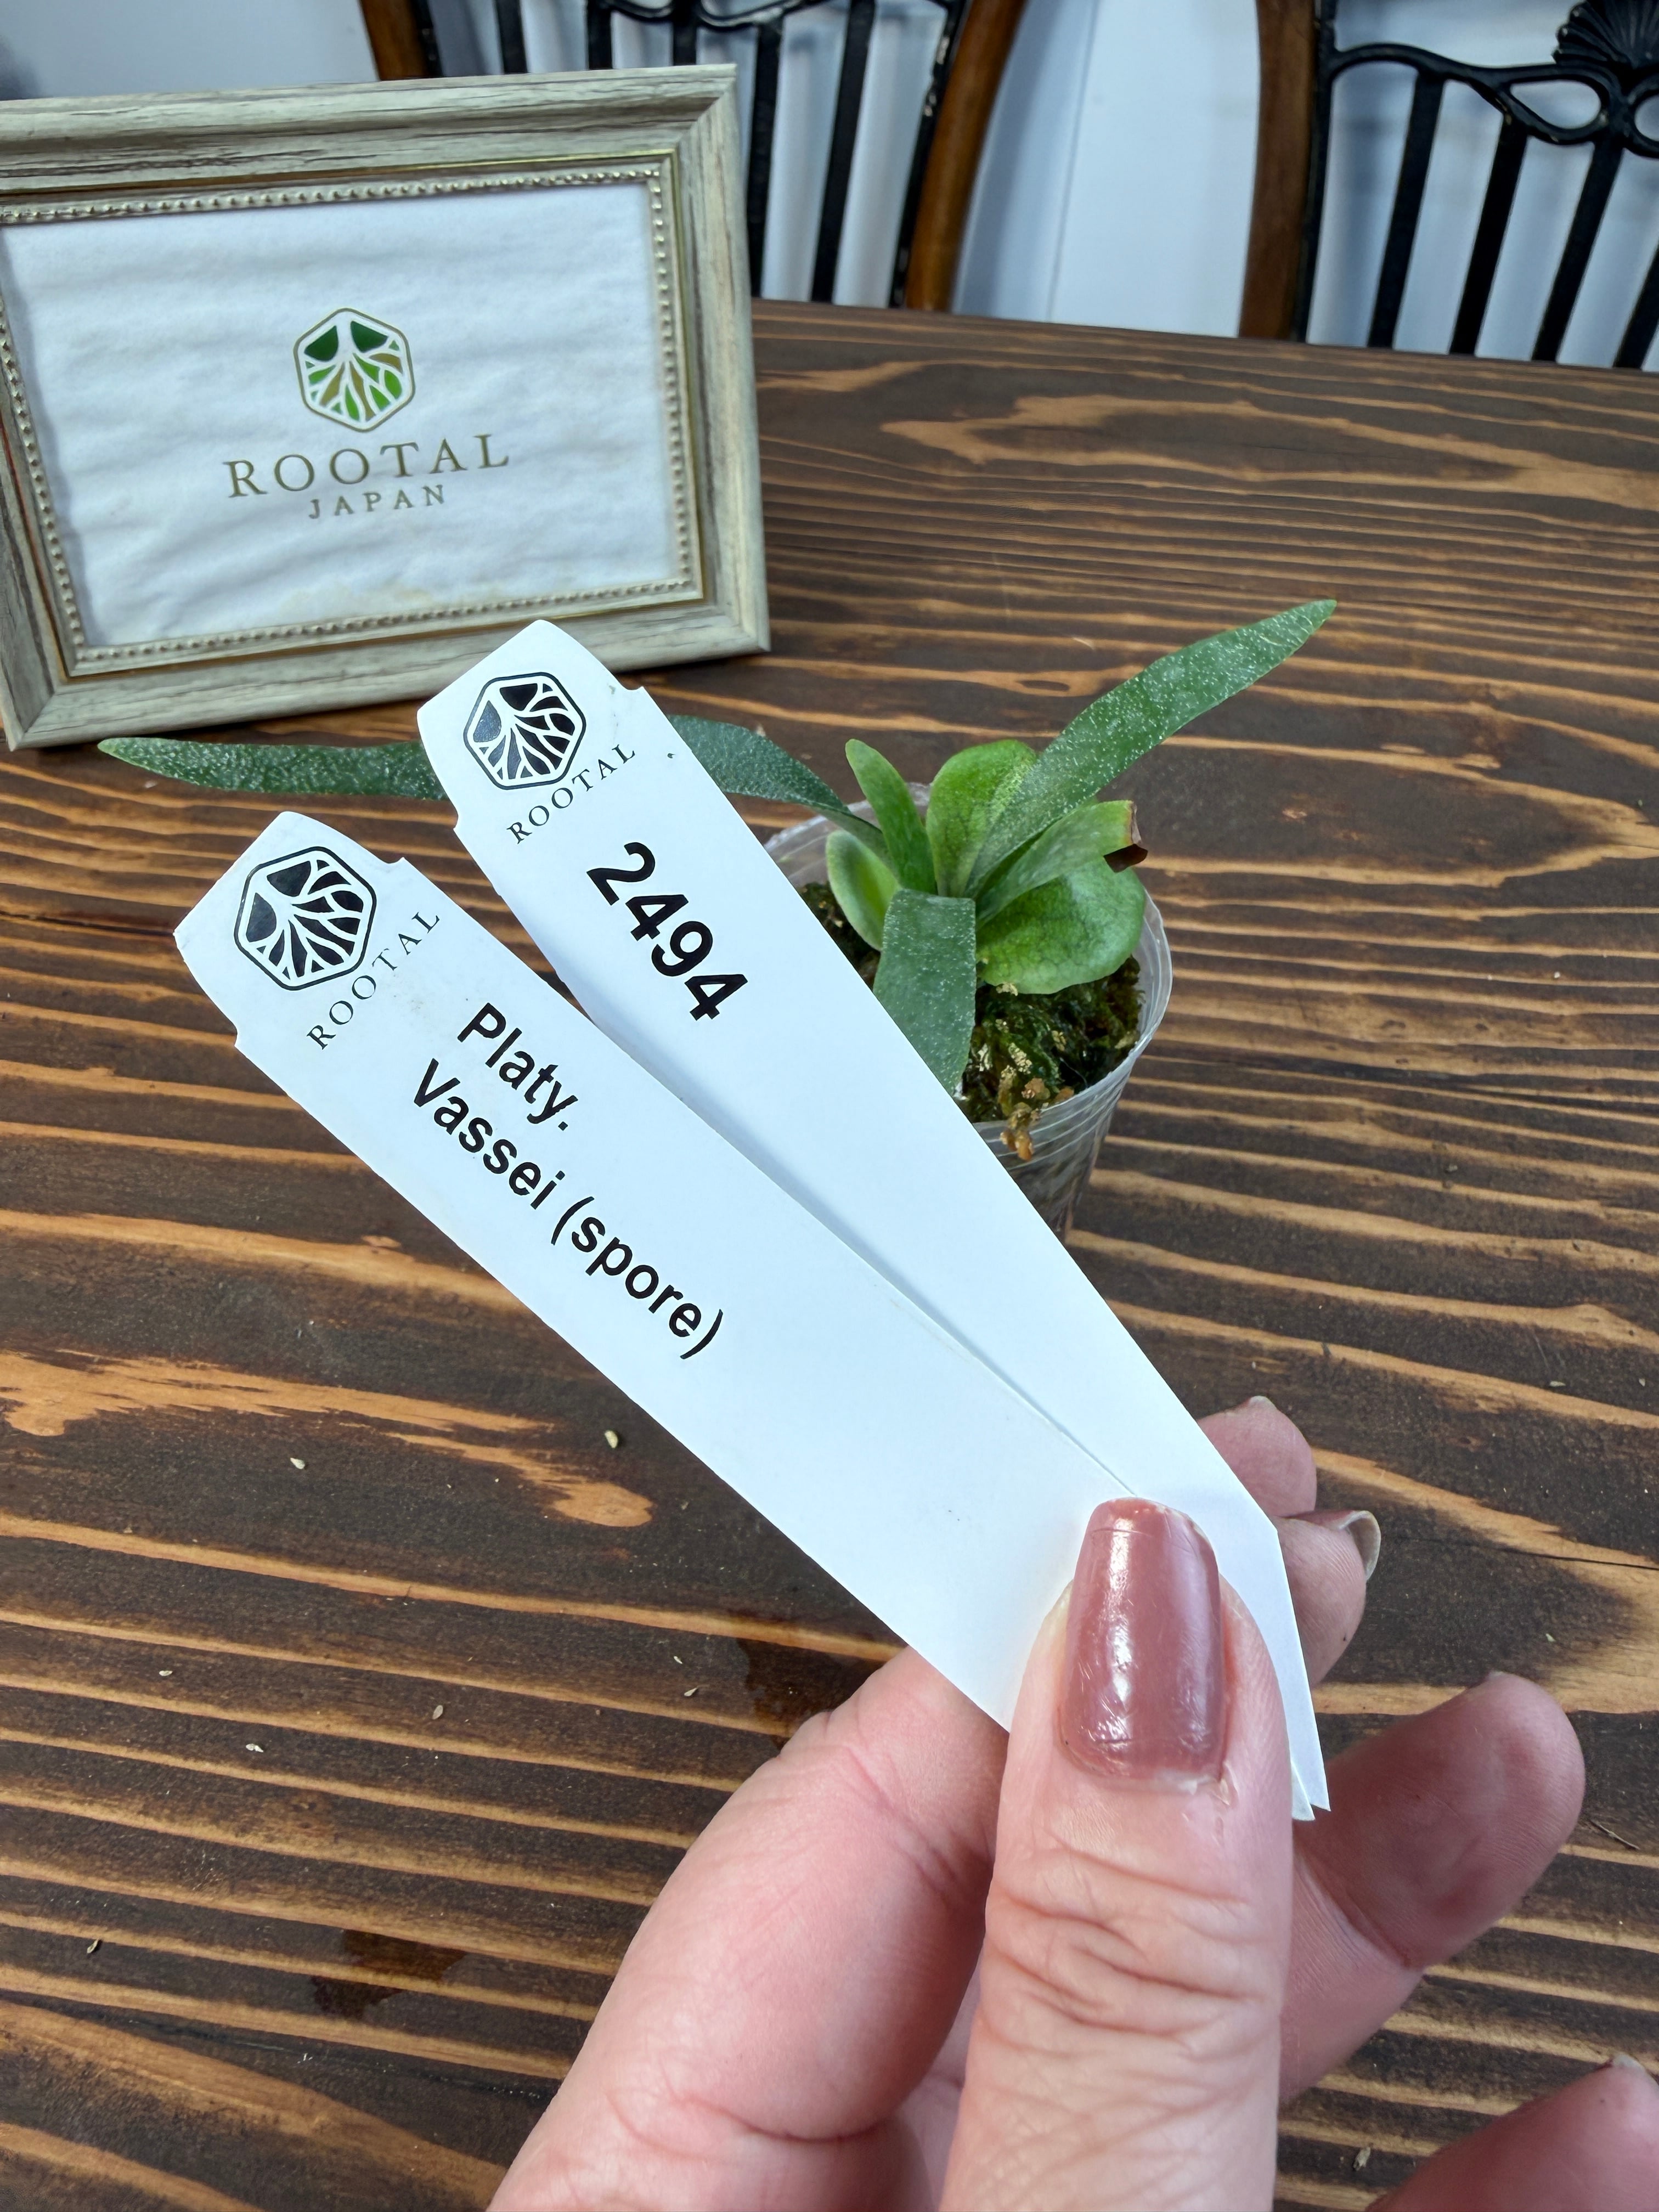 ROOTAL
JAPAN
ROOTAL
2494
ROOTAL
Platy.
Vassei (spore)